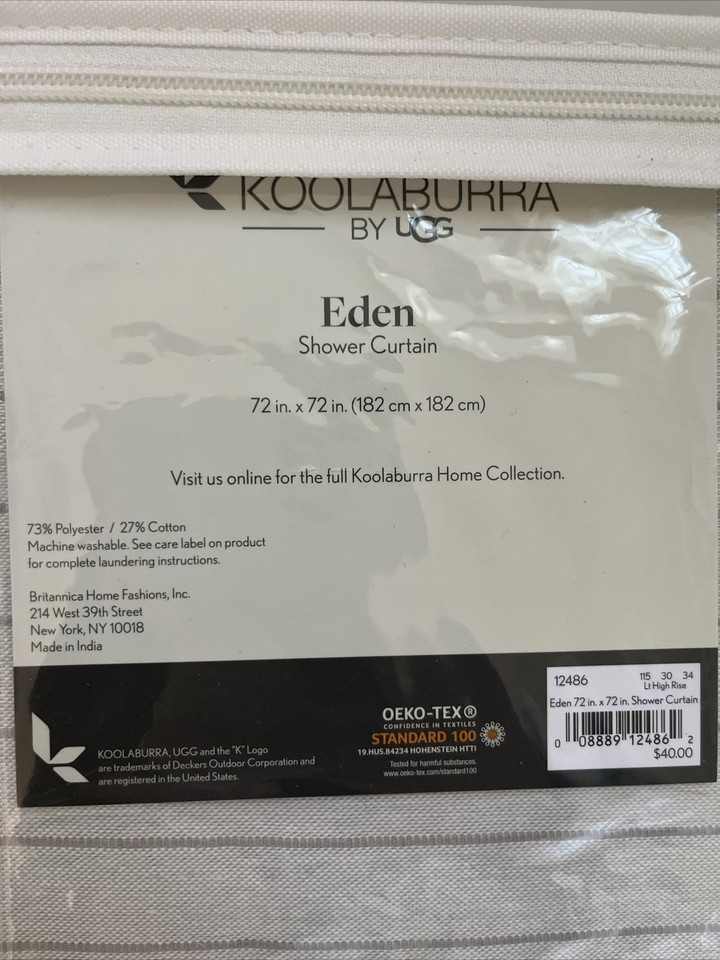 KOOLABURRA
BY UGG
Eden
Shower Curtain
72 in. x 72 in. (182 cm x 182 cm)
Visit us online for the full Koolaburra Home Collection.
73% Polyester / 27% Cotton
Machine washable. See care label on product
for complete laundering instructions.
Britannica Home Fashions, Inc.
214 West 39th Street
New York, NY 10018
Made in India
KOOLABURRA, UGG and the "K" Logo
are trademarks of Deckers Outdoor Corporation and
are registered in the United States.
OEKO-TEX®
CONFIDENCE IN TEXTILES
STANDARD 100
19.HUS.84234 HOHENSTEIN HTTI
Tested for harmful substances.
www.oeko-tex.com/standard100
12486 115 30 34
Lt High Rise
Eden 72 in. x 72 in. Shower Curtain
0 08889 12486 2
$40.00